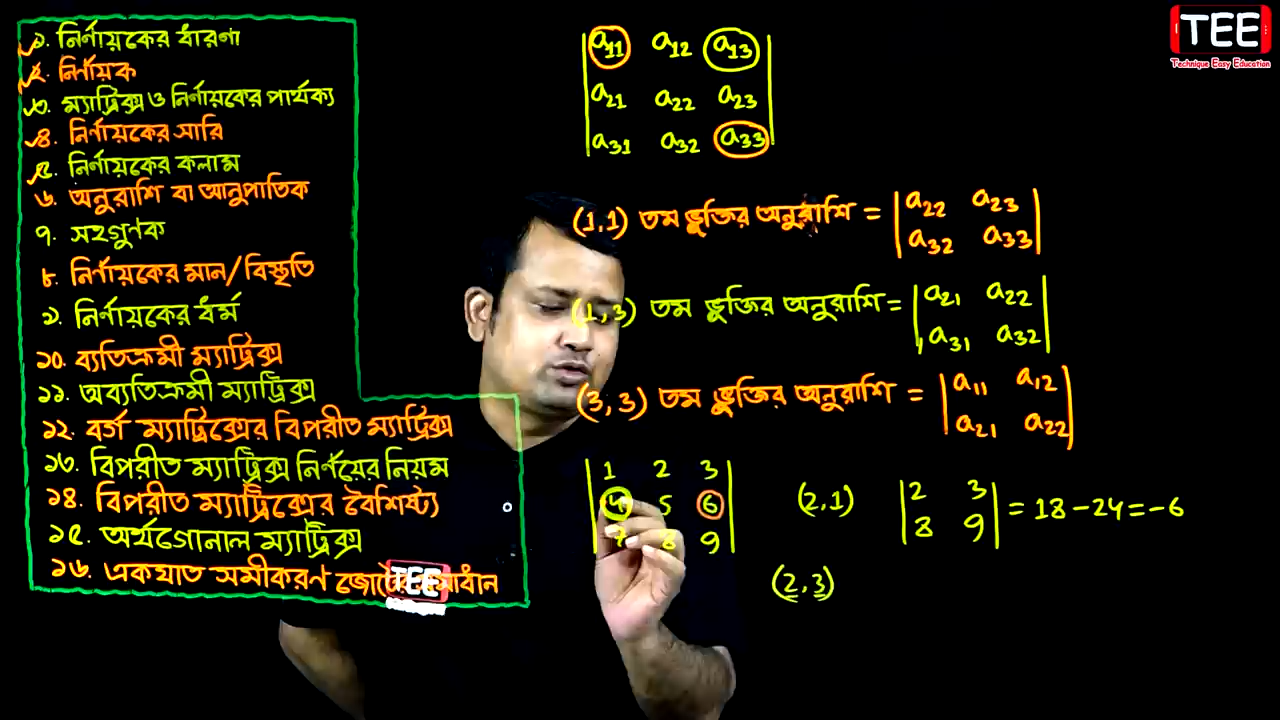 ১. নির্ণায়কের ধারণা
২. নির্ণায়ক
৩. ম্যাট্রিক্স ও নির্ণায়কের পার্থক্য
৪. নির্ণায়কের সারি
৫. নির্ণায়কের কলাম
৬. অনুরাশি বা আনুপাতিক
৭. সহগুণক
৮. নির্ণায়কের মান/বিস্তৃতি
৯. নির্ণায়কের ধর্ম
১০. ব্যতিক্রমী ম্যাট্রিক্স
১১. অব্যতিক্রমী ম্যাট্রিক্স
১২. বর্গ ম্যাট্রিক্সের বিপরীত ম্যাট্রিক্স
১৩. বিপরীত ম্যাট্রিক্স নির্ণয়ের নিয়ম
১৪. বিপরীত ম্যাট্রিক্সের বৈশিষ্ট্য
১৫. অর্থগোনাল ম্যাট্রিক্স
১৬. একঘাত সমীকরণ
TEE
TEE
Technique Easy Education
a11 a12 a13
a21 a22 a23
a31 a32 a33
(1,1) তম ভুক্তির অনুরাশি = | a22 a23 |
| a32 a33 |
(1,3) তম ভুক্তির অনুরাশি = | a21 a22 |
| a31 a32 |
(3,3) তম ভুক্তির অনুরাশি = | a11 a12 |
| a21 a22 |
1 2 3
4 5 6
7 8 9
(2,1) | 2 3 | = 18-24=-6
| 8 9 |
(2,3)